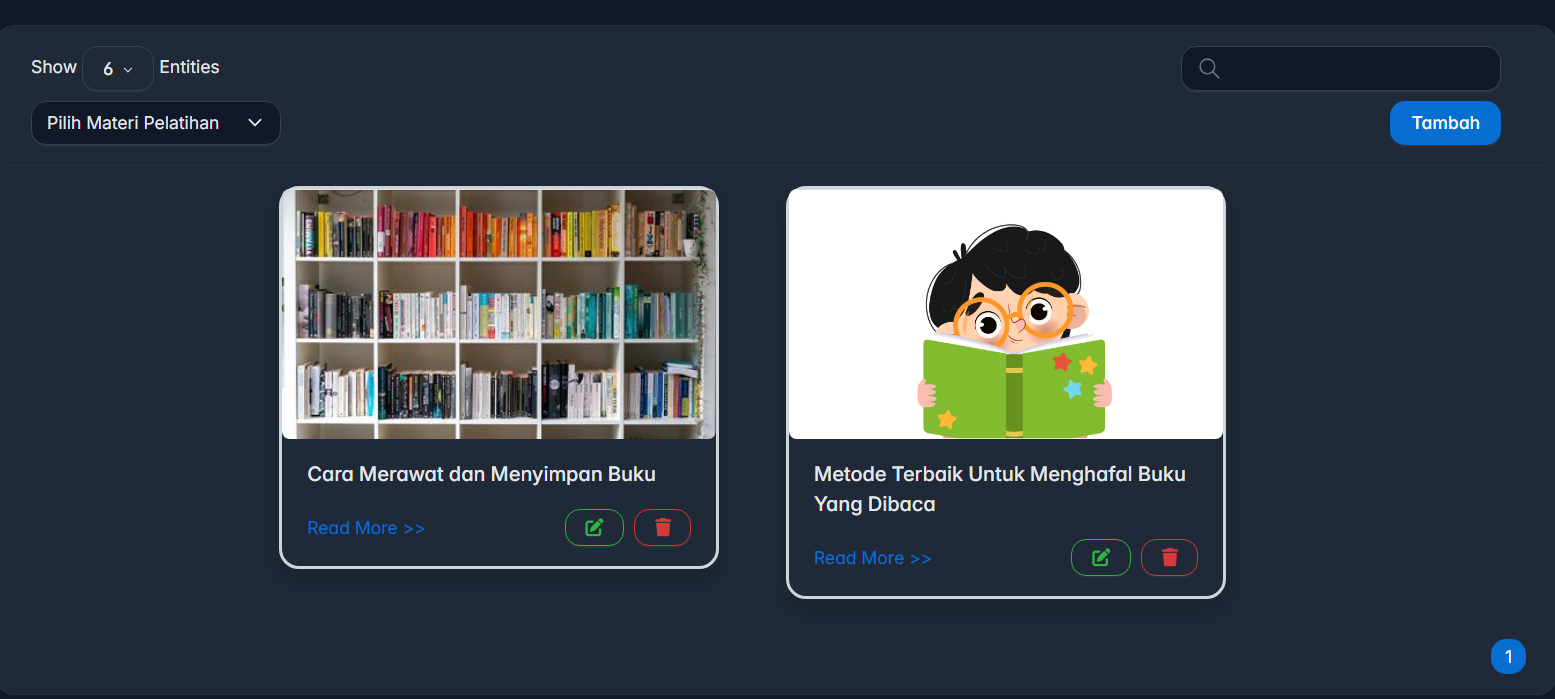 Show 6 Entities
Pilih Materi Pelatihan
Tambah
Cara Merawat dan Menyimpan Buku
Read More >>
Metode Terbaik Untuk Menghafal Buku
Yang Dibaca
Read More >>
1